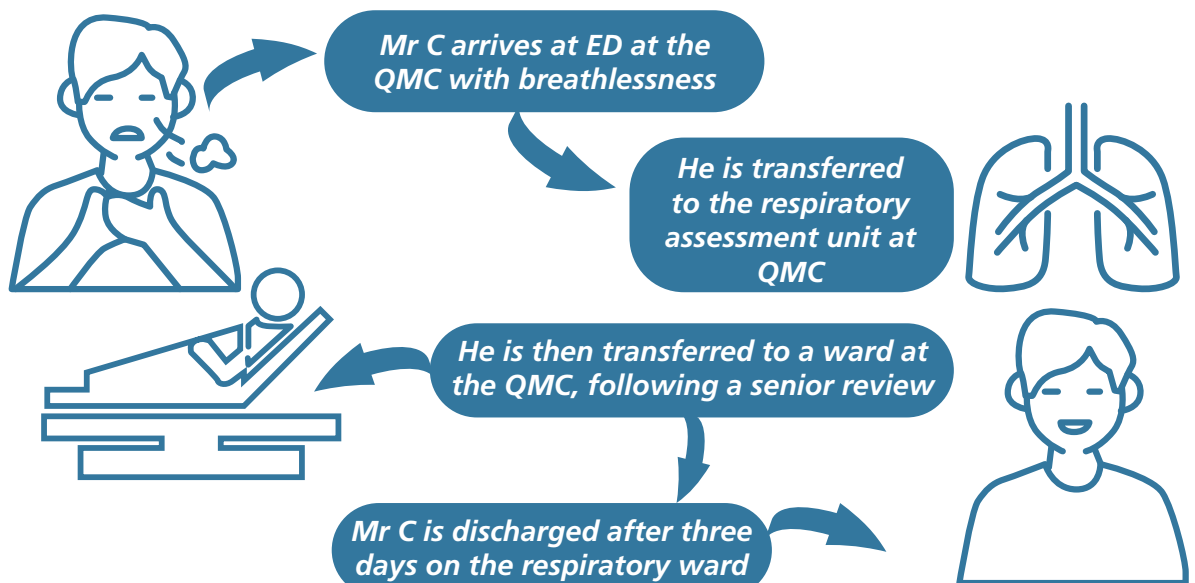 Mr C arrives at ED at the
QMC with breathlessness
He is transferred
to the respiratory
assessment unit at
QMC
He is then transferred to a ward at
the QMC, following a senior review
Mr C is discharged after three
days on the respiratory ward